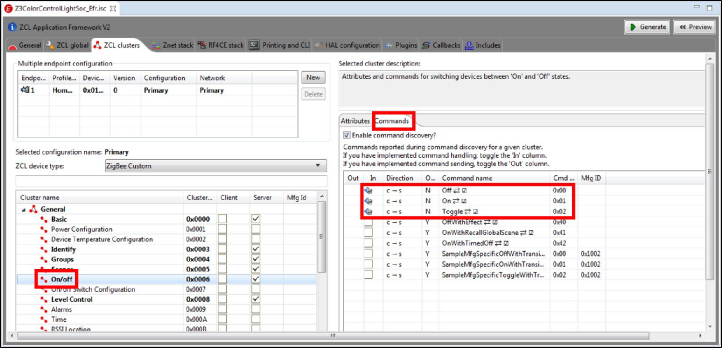 Z3ColorControlLightSoc_Efr.isc
ZCL Application Framework V2
Generate
Preview
General
ZCL global
ZCL clusters
Znet stack
RF4CE stack
Printing and CLI
HAL configuration
Plugins
Callbacks
Includes
Multiple endpoint configuration
Endpo... Profile... Devic... Version Configuration Network
1 Hom... 0x01... 0 Primary Primary
New
Delete
Selected configuration name: Primary
ZCL device type: ZigBee Custom
Cluster name Cluster... Client Server Mfg Id
General
Basic 0x0000
Power Configuration 0x0001
Device Temperature Configuration 0x0002
Identify 0x0003
Groups 0x0004
Scenes 0x0005
On/off 0x0006
On/off Switch Configuration 0x0007
Level Control 0x0008
Alarms 0x0009
Time 0x000A
RSSI Location 0x000B
Selected cluster description:
Attributes and commands for switching devices between 'On' and 'Off' states.
Attributes Commands
Enable command discovery?
Commands reported during command discovery for a given cluster.
If you have implemented command handling, toggle the 'In' column.
If you have implemented command sending, toggle the 'Out' column.
Out In Direction O... Command name Cmd ... Mfg ID
c → s N Off 0x00
c → s N On 0x01
c → s N Toggle 0x02
c → s Y OffWithEffect 0x40
c → s Y OnWithRecallGlobalScene 0x41
c → s Y OnWithTimedOff 0x42
c → s Y SampleMfgSpecificOffWithTransi... 0x00 0x1002
c → s Y SampleMfgSpecificOnWithTransi... 0x01 0x1002
c → s Y SampleMfgSpecificToggleWithTr... 0x02 0x1002